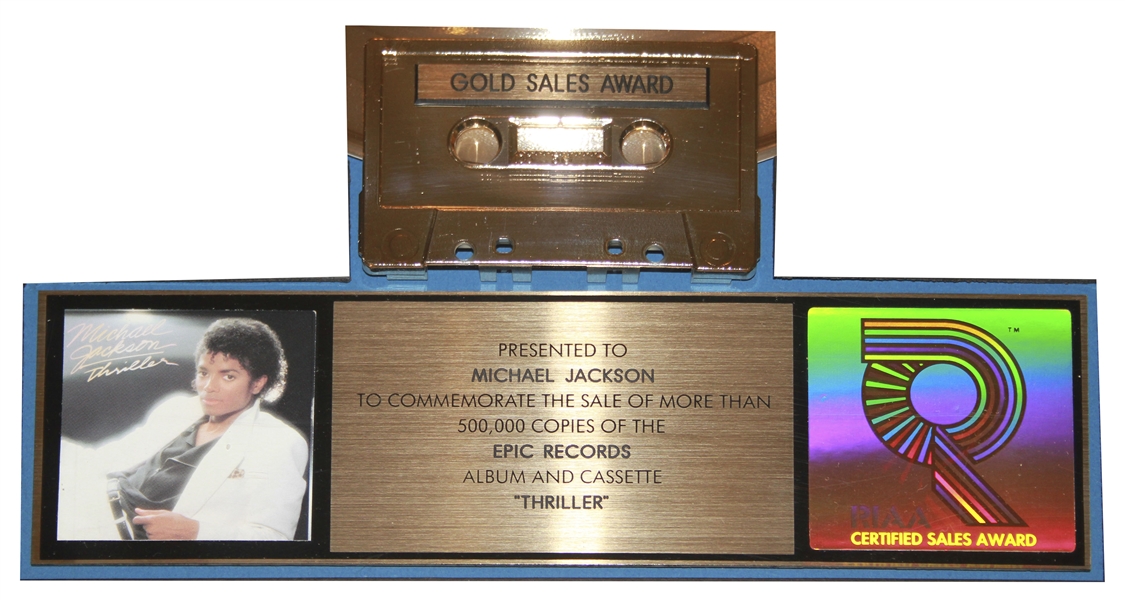 GOLD SALES AWARD
Michael
Jackson
Thriller
PRESENTED TO
MICHAEL JACKSON
TO COMMEMORATE THE SALE OF MORE THAN
500,000 COPIES OF THE
EPIC RECORDS
ALBUM AND CASSETTE
"THRILLER"
TM
RIAA
CERTIFIED SALES AWARD